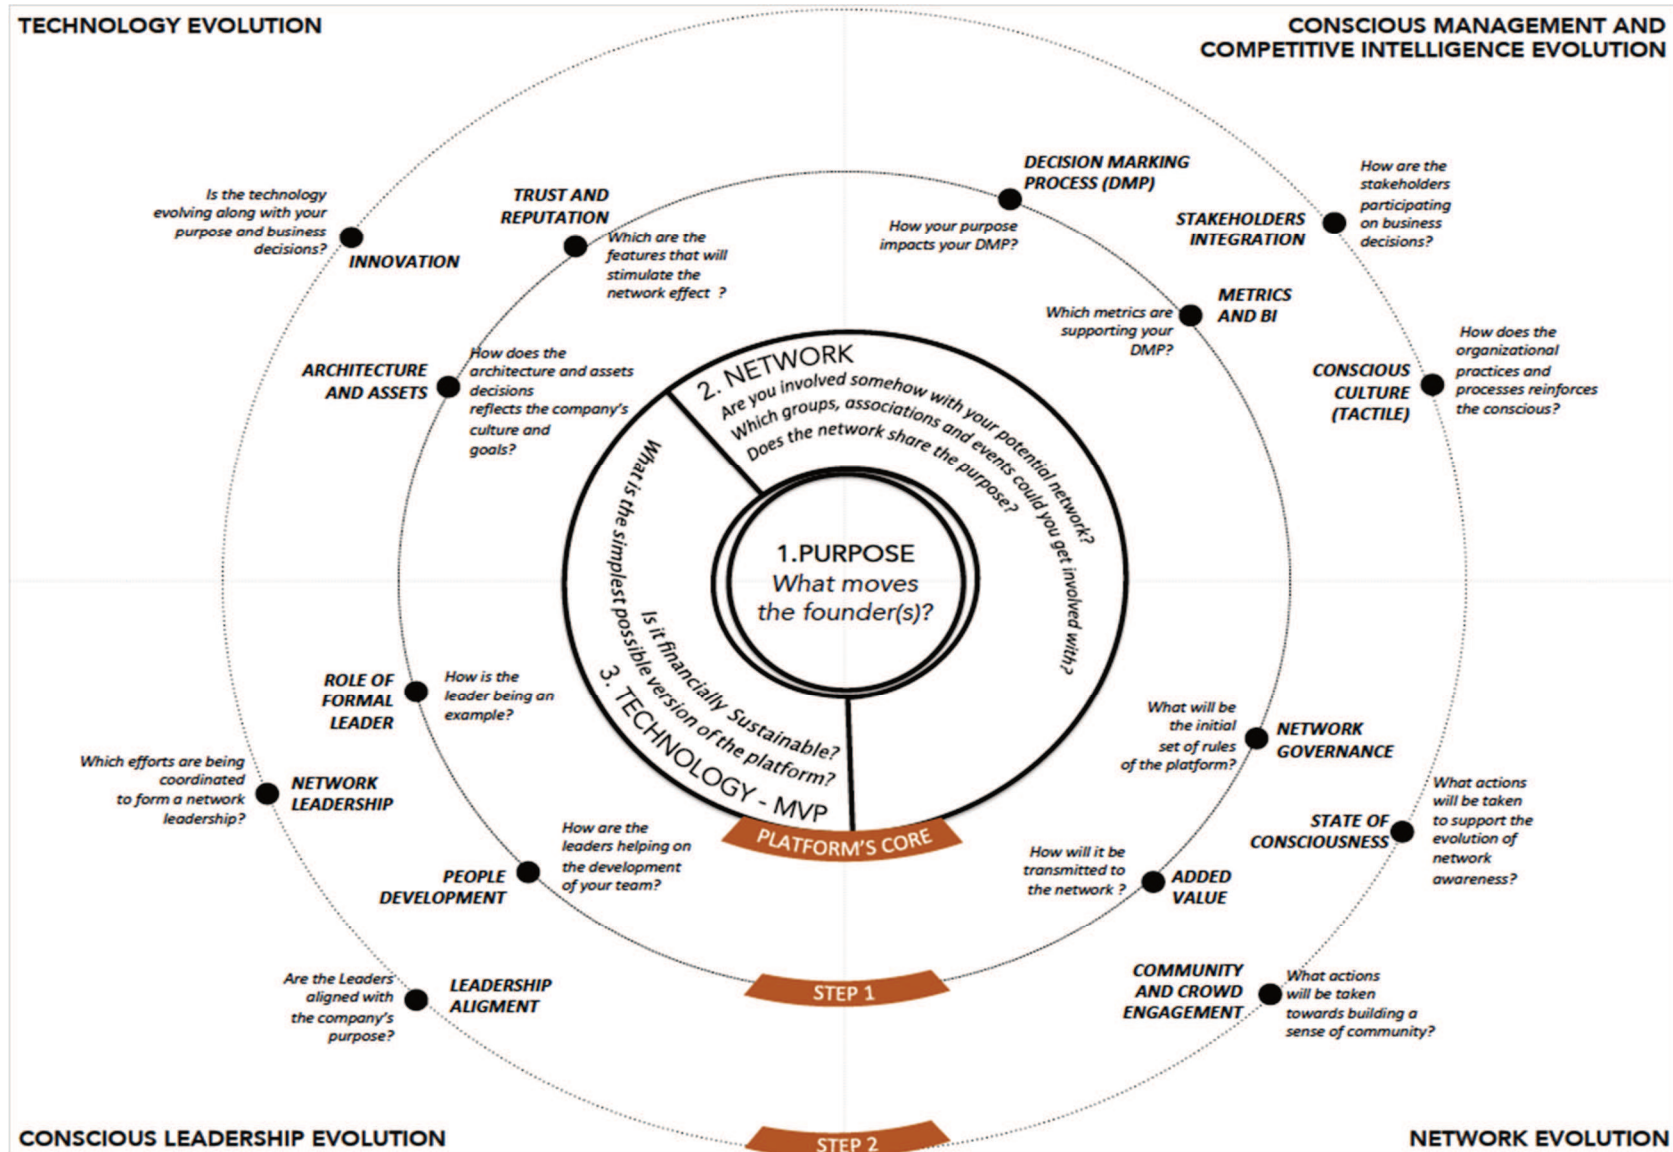 TECHNOLOGY EVOLUTION
CONSCIOUS MANAGEMENT AND
COMPETITIVE INTELLIGENCE EVOLUTION
Is the technology
evolving along with your
purpose and business
decisions?
INNOVATION
TRUST AND
REPUTATION
Which are the
features that will
stimulate the
network effect ?
ARCHITECTURE
AND ASSETS
How does the
architecture and assets
decisions
reflects the company's
culture and
goals?
DECISION MARKING
PROCESS (DMP)
How your purpose
impacts your DMP?
STAKEHOLDERS
INTEGRATION
How are the
stakeholders
participating
on business
decisions?
METRICS
AND BI
Which metrics are
supporting your
DMP?
CONSCIOUS
CULTURE
(TACTILE)
How does the
organizational
practices and
processes reinforces
the conscious?
2. NETWORK
Are you involved somehow with your potential network?
Which groups, associations and events could you get involved with?
Does the network share the purpose?
1.PURPOSE
What moves
the founder(s)?
What is the simplest possible version of the platform?
Is it financially Sustainable?
3. TECHNOLOGY - MVP
PLATFORM'S CORE
ROLE OF
FORMAL
LEADER
How is the
leader being an
example?
Which efforts are being
coordinated
to form a network
leadership?
NETWORK
LEADERSHIP
PEOPLE
DEVELOPMENT
How are the
leaders helping on
the development
of your team?
Are the Leaders
aligned with
the company's
purpose?
LEADERSHIP
ALIGMENT
What will be
the initial
set of rules
of the platform?
NETWORK
GOVERNANCE
STATE OF
CONSCIOUSNESS
What actions
will be taken
to support the
evolution of
network
awareness?
How will it be
transmitted to
the network ?
ADDED
VALUE
COMMUNITY
AND CROWD
ENGAGEMENT
What actions
will be taken
towards building a
sense of community?
STEP 1
STEP 2
CONSCIOUS LEADERSHIP EVOLUTION
NETWORK EVOLUTION